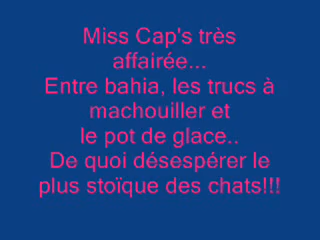 Miss Cap's très
affairée...
Entre bahia, les trucs à
machouiller et
le pot de glace..
De quoi désespérer le
plus stoïque des chats!!!